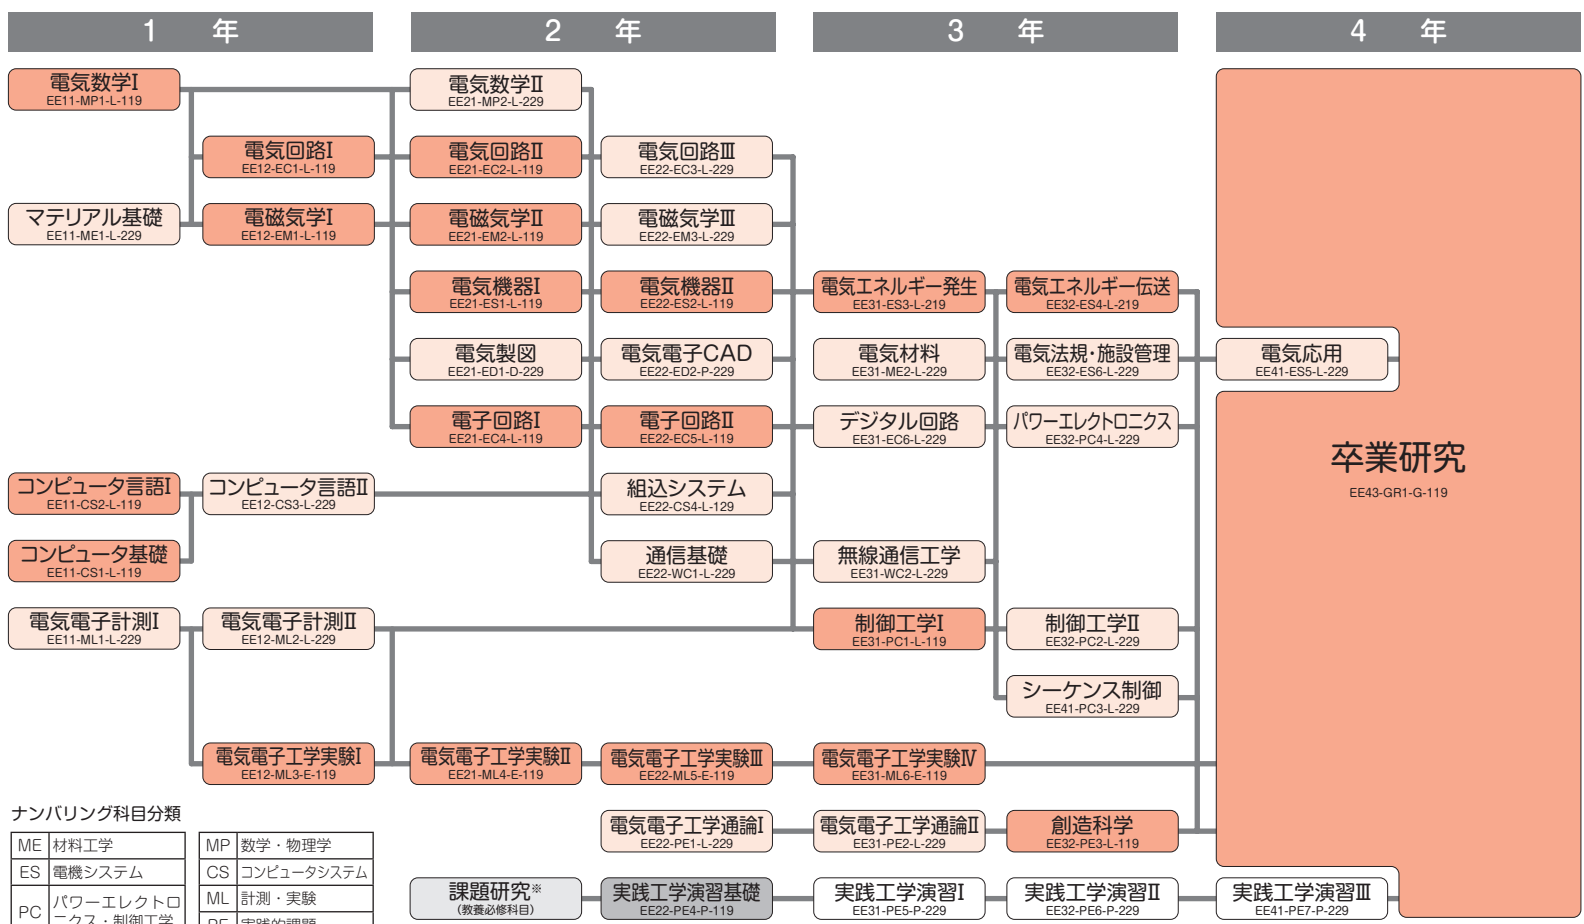 1 年
2 年
3 年
4 年
電気数学Ⅰ
EE11-MP1-L-119
電気数学Ⅱ
EE21-MP2-L-229
電気回路Ⅰ
EE12-EC1-L-119
電気回路Ⅱ
EE21-EC2-L-119
電気回路Ⅲ
EE22-EC3-L-229
マテリアル基礎
EE11-ME1-L-229
電磁気学Ⅰ
EE12-EM1-L-119
電磁気学Ⅱ
EE21-EM2-L-119
電磁気学Ⅲ
EE22-EM3-L-229
電気機器Ⅰ
EE21-ES1-L-119
電気機器Ⅱ
EE22-ES2-L-119
電気エネルギー発生
EE31-ES3-L-219
電気エネルギー伝送
EE32-ES4-L-219
電気製図
EE21-ED1-D-229
電気電子CAD
EE22-ED2-P-229
電気材料
EE31-ME2-L-229
電気法規・施設管理
EE32-ES6-L-229
電気応用
EE41-ES5-L-229
電子回路Ⅰ
EE21-EC4-L-119
電子回路Ⅱ
EE22-EC5-L-119
デジタル回路
EE31-EC6-L-229
パワーエレクトロニクス
EE32-PC4-L-229
卒業研究
EE43-GR1-G-119
コンピュータ言語Ⅰ
EE11-CS2-L-119
コンピュータ言語Ⅱ
EE12-CS3-L-229
組込システム
EE22-CS4-L-129
コンピュータ基礎
EE11-CS1-L-119
通信基礎
EE22-WC1-L-229
無線通信工学
EE31-WC2-L-229
電気電子計測Ⅰ
EE11-ML1-L-229
電気電子計測Ⅱ
EE12-ML2-L-229
制御工学Ⅰ
EE31-PC1-L-119
制御工学Ⅱ
EE32-PC2-L-229
シーケンス制御
EE41-PC3-L-229
電気電子工学実験Ⅰ
EE12-ML3-E-119
電気電子工学実験Ⅱ
EE21-ML4-E-119
電気電子工学実験Ⅲ
EE22-ML5-E-119
電気電子工学実験Ⅳ
EE31-ML6-E-119
電気電子工学通論Ⅰ
EE22-PE1-L-229
電気電子工学通論Ⅱ
EE31-PE2-L-229
創造科学
EE32-PE3-L-119
課題研究※
(教養必修科目)
実践工学演習基礎
EE22-PE4-P-119
実践工学演習Ⅰ
EE31-PE5-P-229
実践工学演習Ⅱ
EE32-PE6-P-229
実践工学演習Ⅲ
EE41-PE7-P-229
ナンバリング科目分類
ME 材料工学
ES 電機システム
PC パワーエレクトロ
ニクス・制御工学
MP 数学・物理学
CS コンピュータシステム
ML 計測・実験
PE 実践的課題